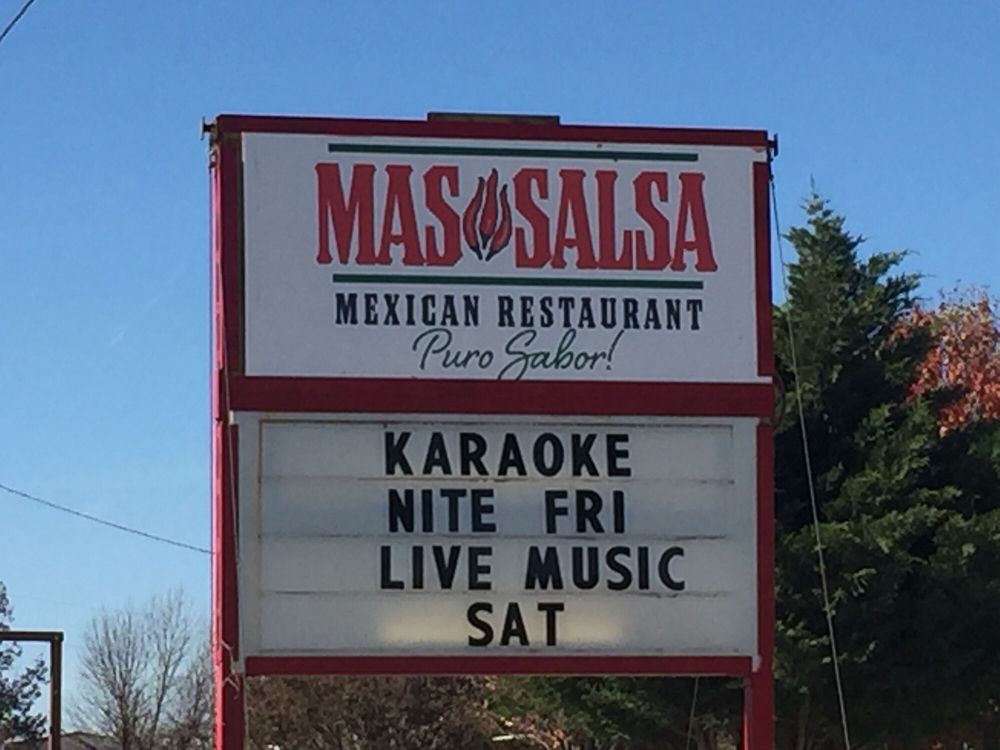 MAS SALSA
MEXICAN RESTAURANT
Puro Sabor!
KARAOKE
NITE FRI
LIVE MUSIC
SAT